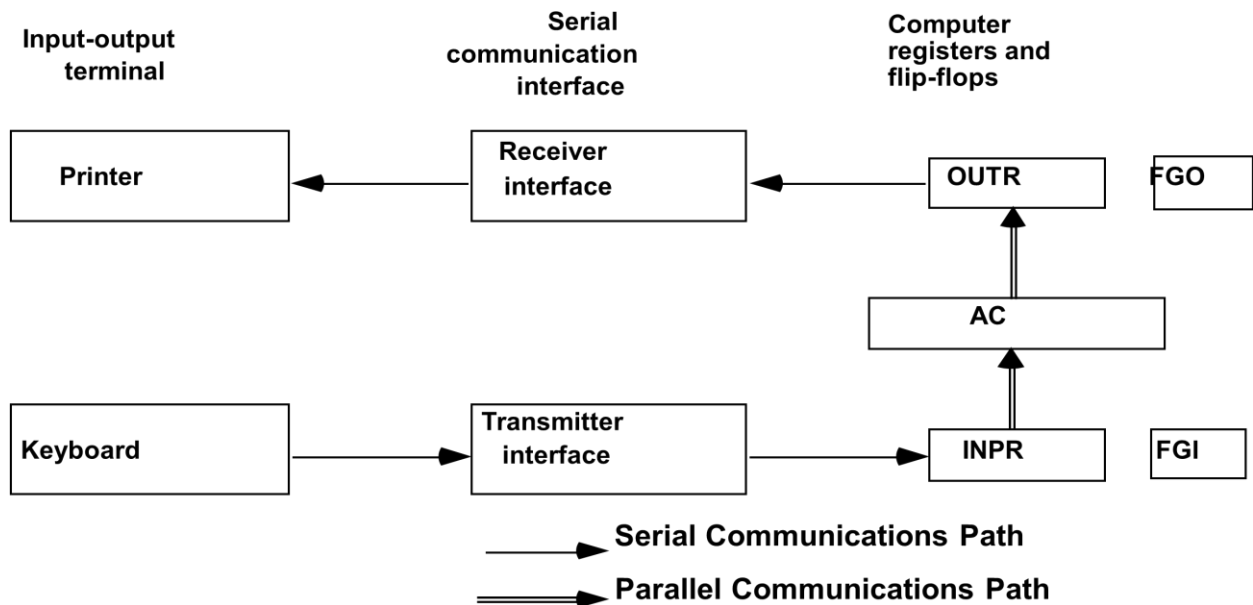 Input-output
terminal
Serial
communication
interface
Computer
registers and
flip-flops
Printer
Receiver
interface
OUTR
FGO
AC
Keyboard
Transmitter
interface
INPR
FGI
Serial Communications Path
Parallel Communications Path